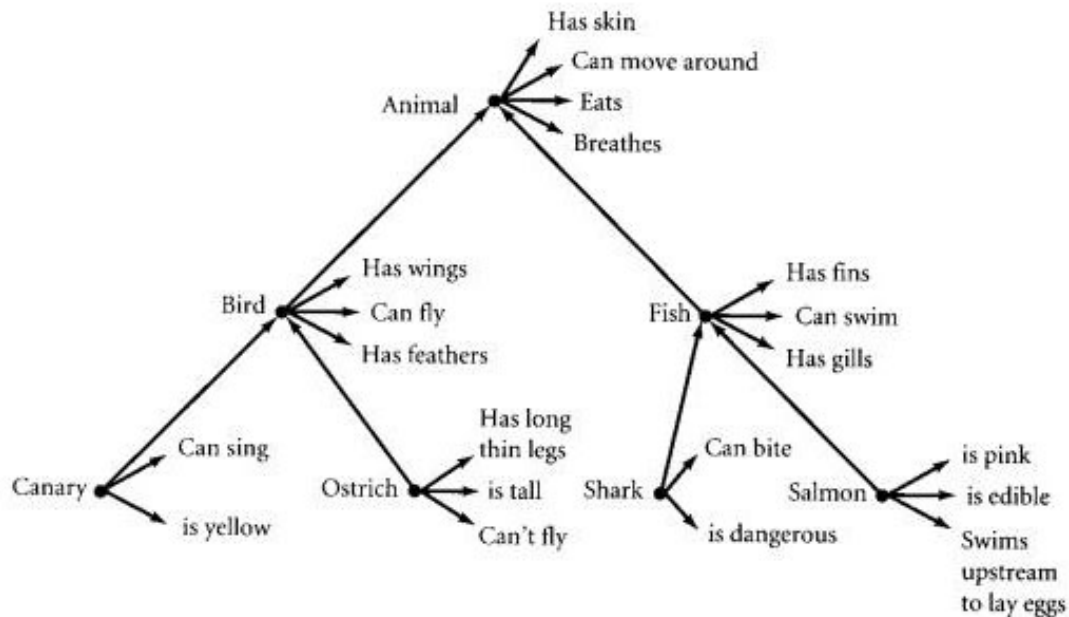 Has skin
Can move around
Animal
Eats
Breathes
Has wings
Bird
Can fly
Has feathers
Has fins
Fish
Can swim
Has gills
Can sing
Canary
is yellow
Has long
thin legs
Ostrich
is tall
Can't fly
Can bite
Shark
is dangerous
is pink
Salmon
is edible
Swims
upstream
to lay eggs